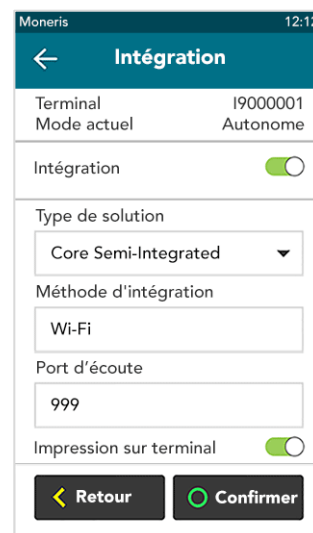 Moneris 12:12
Intégration
Terminal I9000001
Mode actuel Autonome
Intégration
Type de solution
Core Semi-Integrated
Méthode d'intégration
Wi-Fi
Port d'écoute
999
Impression sur terminal
Retour Confirmer